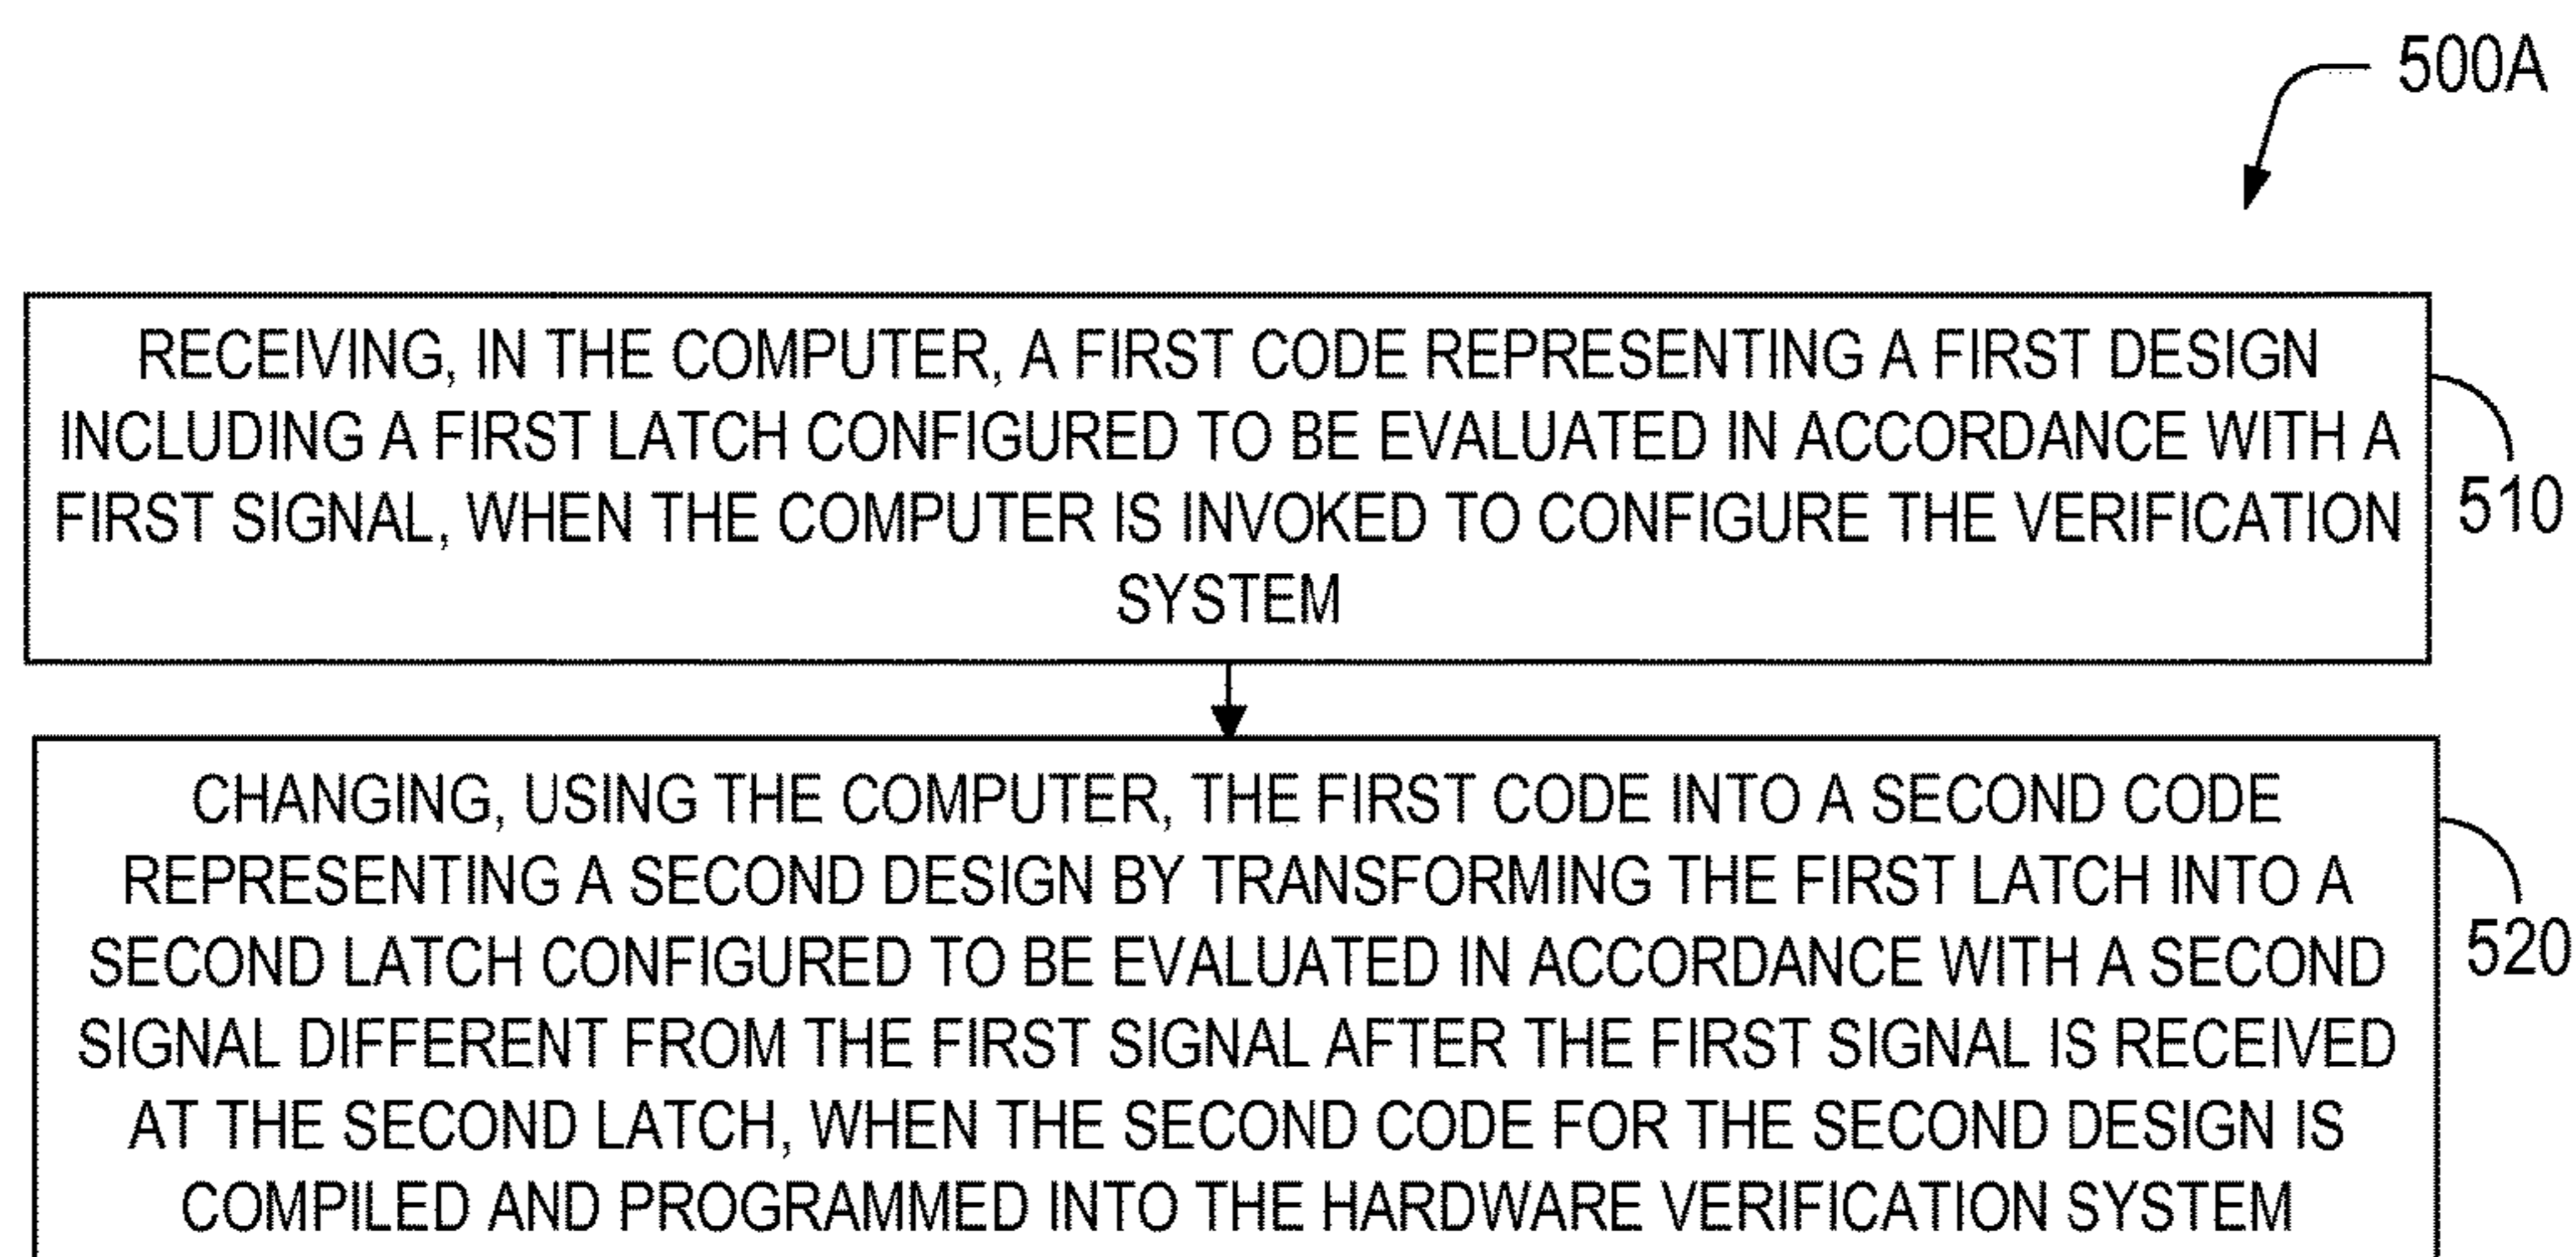 500A
RECEIVING, IN THE COMPUTER, A FIRST CODE REPRESENTING A FIRST DESIGN
INCLUDING A FIRST LATCH CONFIGURED TO BE EVALUATED IN ACCORDANCE WITH A
FIRST SIGNAL, WHEN THE COMPUTER IS INVOKED TO CONFIGURE THE VERIFICATION
SYSTEM
510
CHANGING, USING THE COMPUTER, THE FIRST CODE INTO A SECOND CODE
REPRESENTING A SECOND DESIGN BY TRANSFORMING THE FIRST LATCH INTO A
SECOND LATCH CONFIGURED TO BE EVALUATED IN ACCORDANCE WITH A SECOND
SIGNAL DIFFERENT FROM THE FIRST SIGNAL AFTER THE FIRST SIGNAL IS RECEIVED
AT THE SECOND LATCH, WHEN THE SECOND CODE FOR THE SECOND DESIGN IS
COMPILED AND PROGRAMMED INTO THE HARDWARE VERIFICATION SYSTEM
520